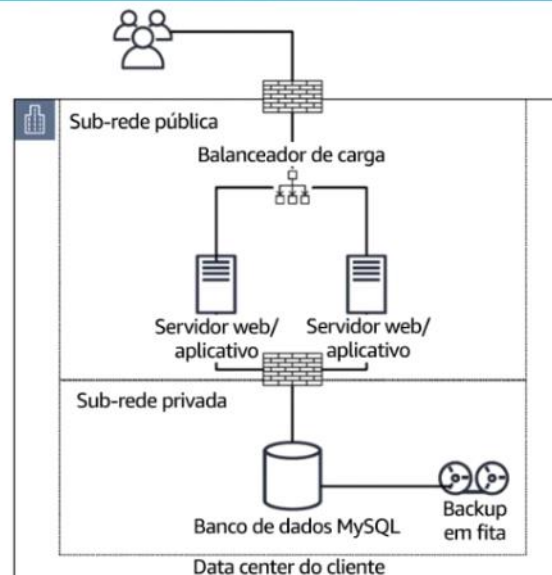 Sub-rede pública
Balanceador de carga
Servidor web/
aplicativo
Servidor web/
aplicativo
Sub-rede privada
Banco de dados MySQL
Backup
em fita
Data center do cliente